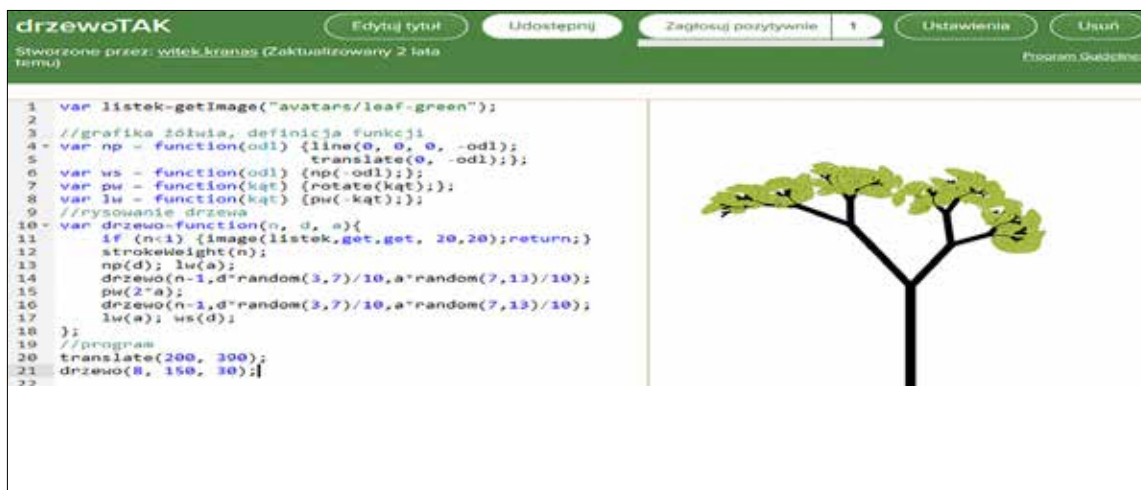 drzewoTAK
Edytuj tytuł
Udostępnij
Zagłosuj pozytywnie 1
Ustawienia
Usuń
Stworzone przez: witek.kranas (Zaktualizowany 2 lata
temu)
Program Guideline
1 var listek=getImage("avatars/leaf-green");
2
3 //grafika żółwia, definicja funkcji
4 var np = function(odl) {line(0, 0, 0, -odl);
5 translate(0, -odl);};
6 var ws = function(odl) {np(-odl);};
7 var pw = function(kąt) {rotate(kąt);};
8 var lw = function(kąt) {pw(-kąt);};
9 //rysowanie drzewa
10 var drzewo=function(n, d, a){
11 if (n<1) {image(listek,get,get, 20,20);return;}
12 strokeWeight(n);
13 np(d); lw(a);
14 drzewo(n-1,d*random(3,7)/10,a*random(7,13)/10);
15 pw(2*a);
16 drzewo(n-1,d*random(3,7)/10,a*random(7,13)/10);
17 lw(a); ws(d);
18 };
19 //program
20 translate(200, 390);
21 drzewo(8, 150, 30);
22